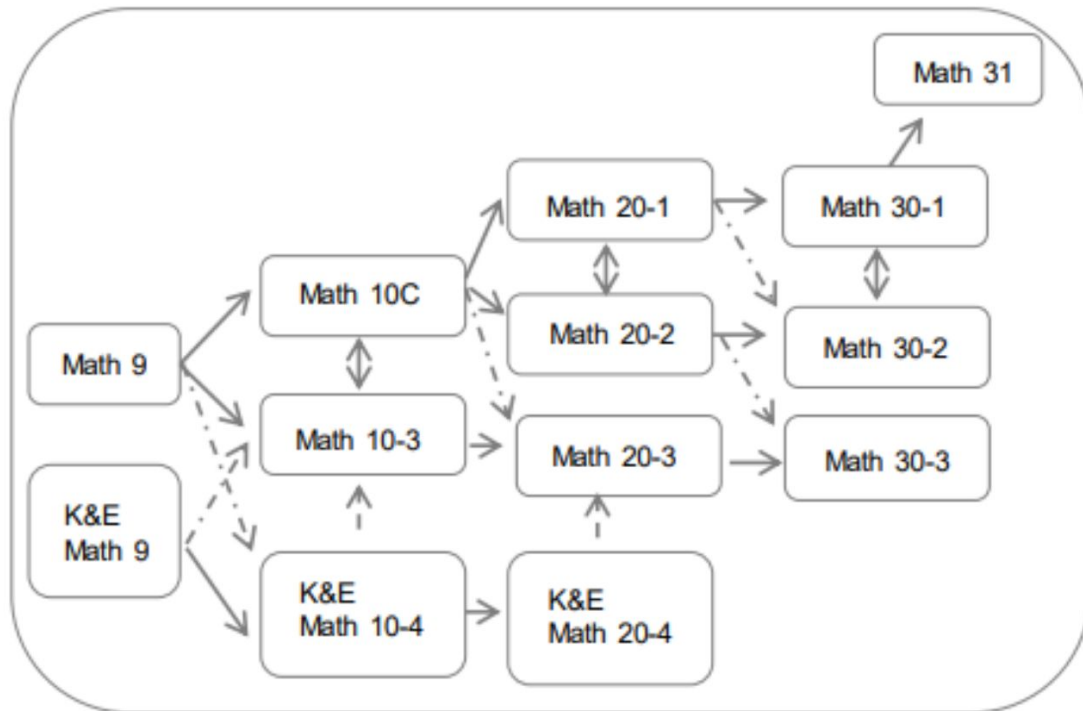 Math 31
Math 20-1
Math 30-1
Math 10C
Math 20-2
Math 30-2
Math 9
Math 10-3
Math 20-3
Math 30-3
K&E
Math 9
K&E
Math 10-4
K&E
Math 20-4